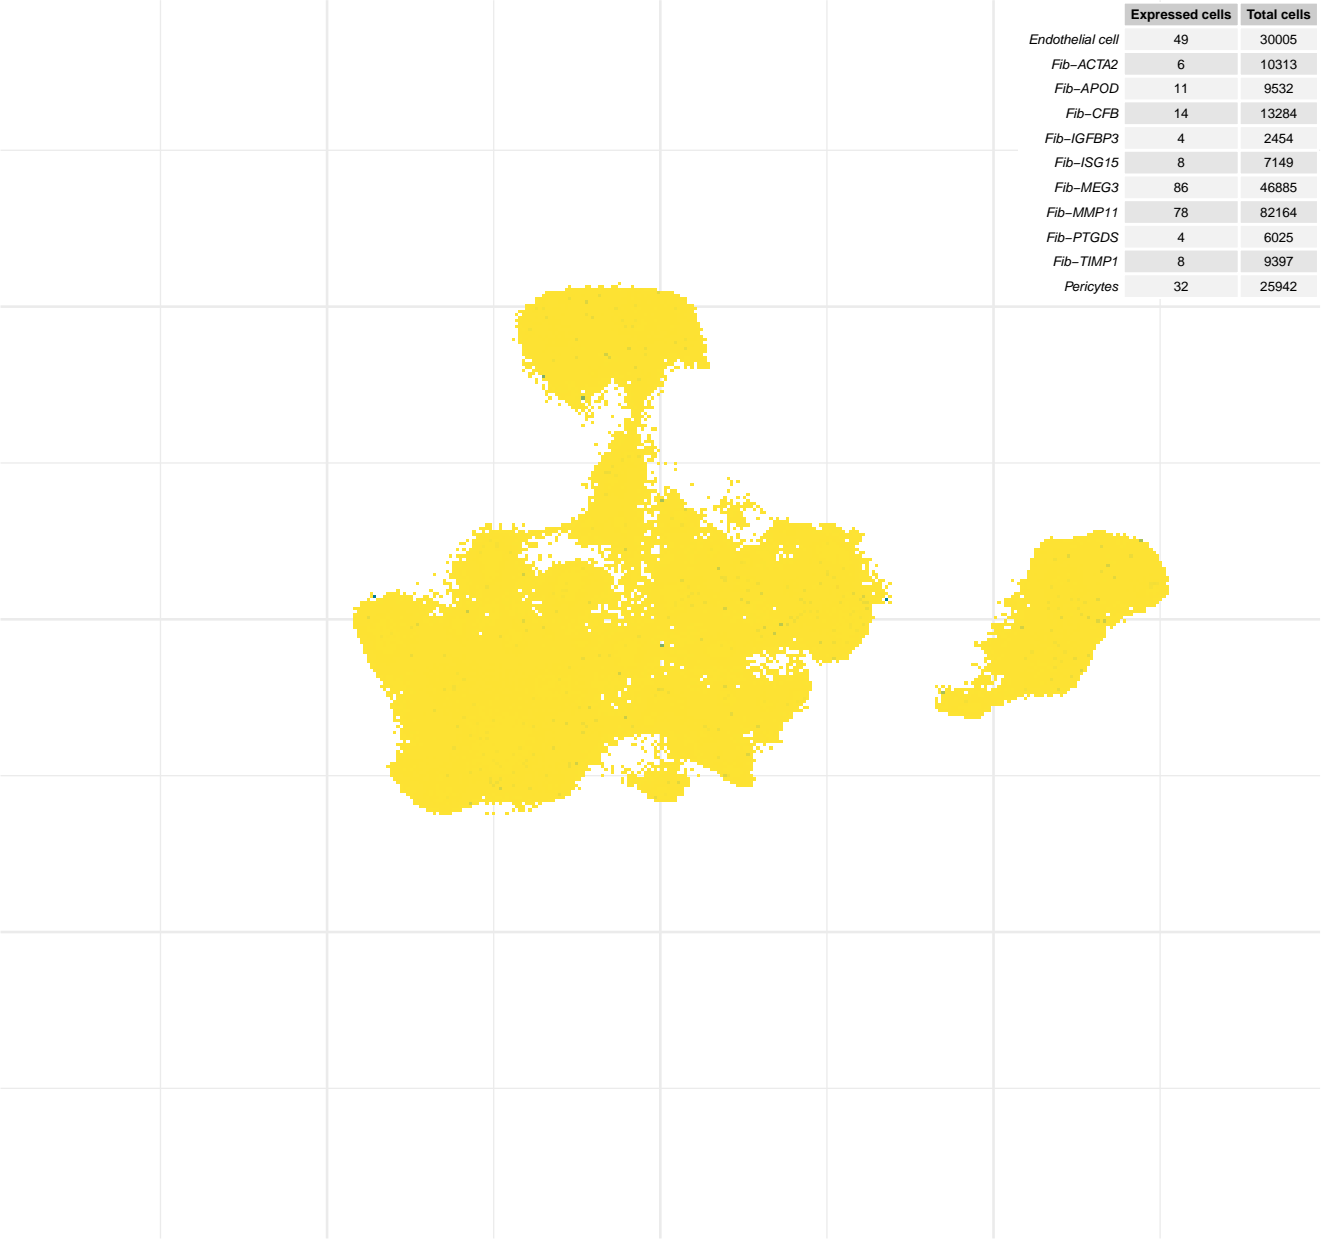 Expressed cells Total cells
Endothelial cell 49 30005
Fib−ACTA2 6 10313
Fib−APOD 11 9532
Fib−CFB 14 13284
Fib−IGFBP3 4 2454
Fib−ISG15 8 7149
Fib−MEG3 86 46885
Fib−MMP11 78 82164
Fib−PTGDS 4 6025
Fib−TIMP1 8 9397
Pericytes 32 25942